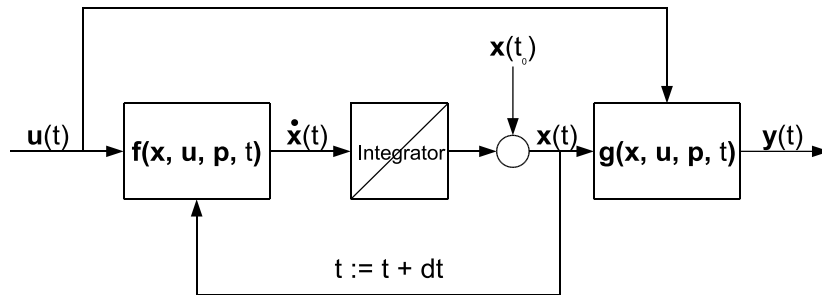 x(t₀)
u(t)
f(x, u, p, t)
ẋ(t)
Integrator
x(t)
g(x, u, p, t)
y(t)
t := t + dt